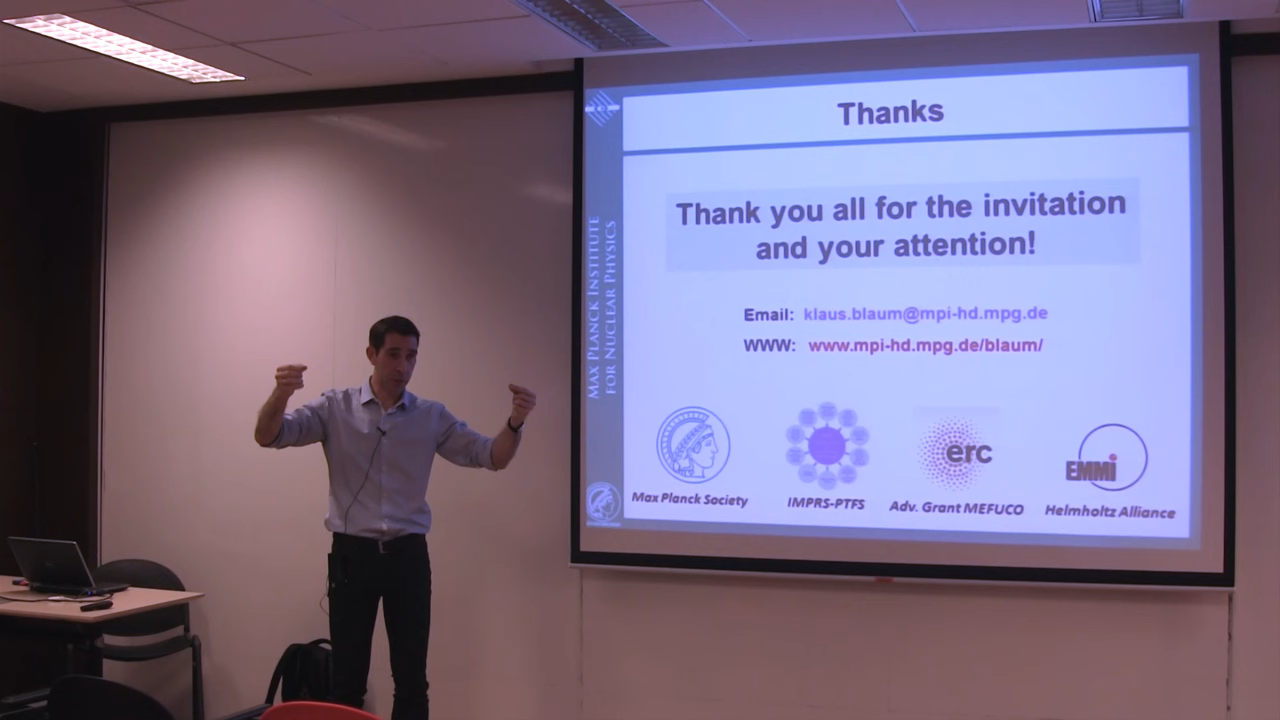 Thanks
MAX PLANCK INSTITUTE
FOR NUCLEAR PHYSICS
Thank you all for the invitation
and your attention!
Email: klaus.blaum@mpi-hd.mpg.de
WWW: www.mpi-hd.mpg.de/blaum/
erc
EMMi
Max Planck Society
IMPRS-PTFS
Adv. Grant MEFUCO
Helmholtz Alliance